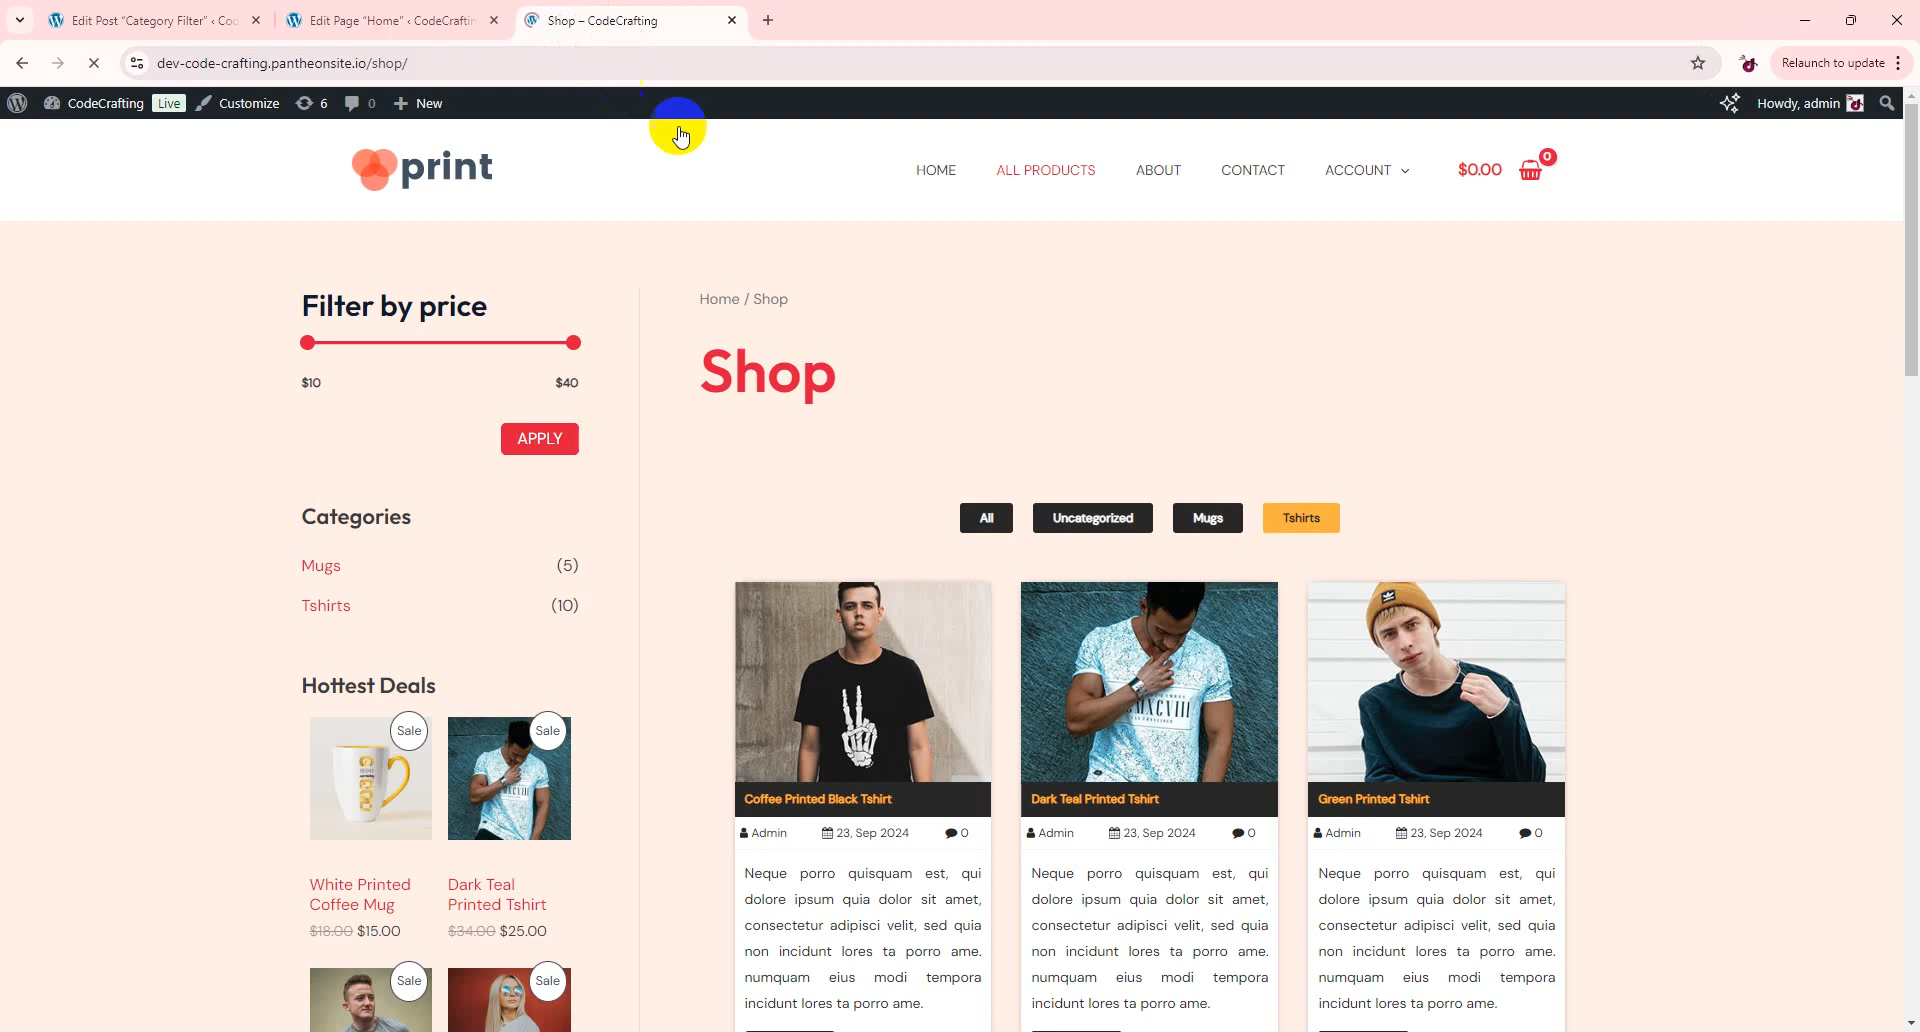 Edit Post “Category Filter” ‹ Co
Edit Page “Home” ‹ CodeCraftin
Shop – CodeCrafting
dev-code-crafting.pantheonsite.io/shop/
Relaunch to update
CodeCrafting Live Customize 6 0 New
Howdy, admin
print
HOME ALL PRODUCTS ABOUT CONTACT ACCOUNT $0.00 0
Filter by price
$10 $40
APPLY
Categories
Mugs (5)
Tshirts (10)
Hottest Deals
Sale Sale
White Printed
Coffee Mug
$18.00 $15.00
Dark Teal
Printed Tshirt
$34.00 $25.00
Sale Sale
Home / Shop
Shop
All Uncategorized Mugs Tshirts
Coffee Printed Black Tshirt
Admin 23, Sep 2024 0
Neque porro quisquam est, qui
dolore ipsum quia dolor sit amet,
consectetur adipisci velit, sed quia
non incidunt lores ta porro ame.
numquam eius modi tempora
incidunt lores ta porro ame.
Dark Teal Printed Tshirt
Admin 23, Sep 2024 0
Neque porro quisquam est, qui
dolore ipsum quia dolor sit amet,
consectetur adipisci velit, sed quia
non incidunt lores ta porro ame.
numquam eius modi tempora
incidunt lores ta porro ame.
Green Printed Tshirt
Admin 23, Sep 2024 0
Neque porro quisquam est, qui
dolore ipsum quia dolor sit amet,
consectetur adipisci velit, sed quia
non incidunt lores ta porro ame.
numquam eius modi tempora
incidunt lores ta porro ame.